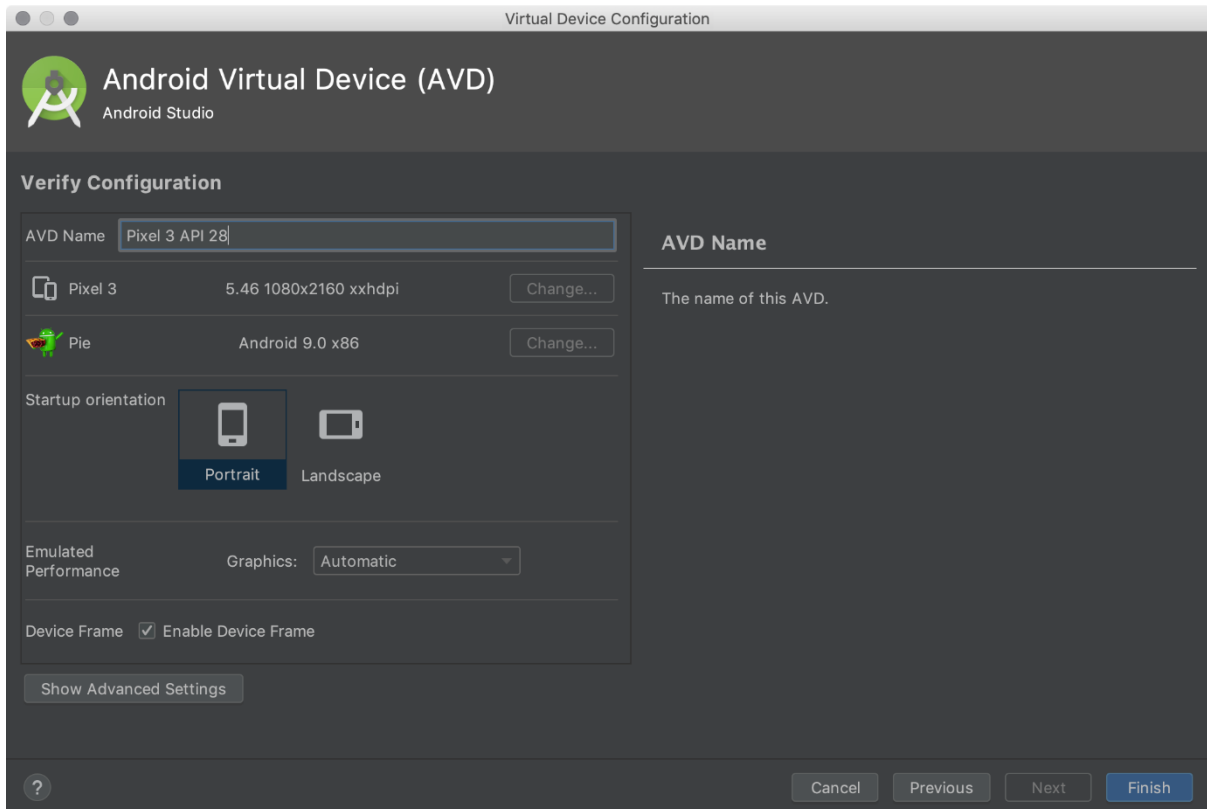 Virtual Device Configuration
Android Virtual Device (AVD)
Android Studio
Verify Configuration
AVD Name Pixel 3 API 28
Pixel 3 5.46 1080x2160 xxhdpi Change...
Pie Android 9.0 x86 Change...
Startup orientation
Portrait Landscape
Emulated
Performance
Graphics: Automatic
Device Frame Enable Device Frame
Show Advanced Settings
AVD Name
The name of this AVD.
? Cancel Previous Next Finish